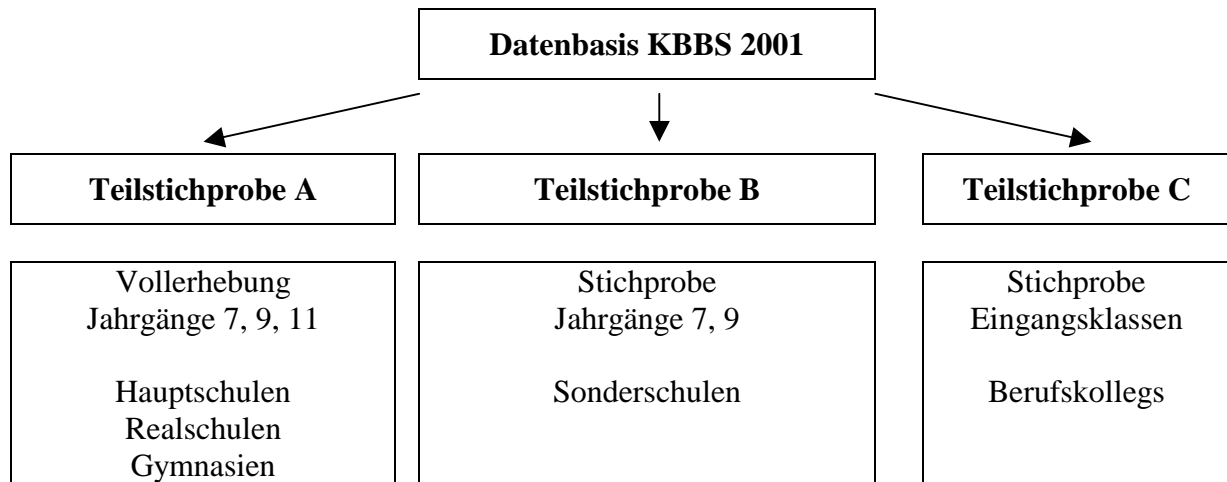 Datenbasis KBBS 2001
Teilstichprobe A
Teilstichprobe B
Teilstichprobe C
Vollerhebung
Jahrgänge 7, 9, 11
Hauptschulen
Realschulen
Gymnasien
Stichprobe
Jahrgänge 7, 9
Sonderschulen
Stichprobe
Eingangsklassen
Berufskollegs